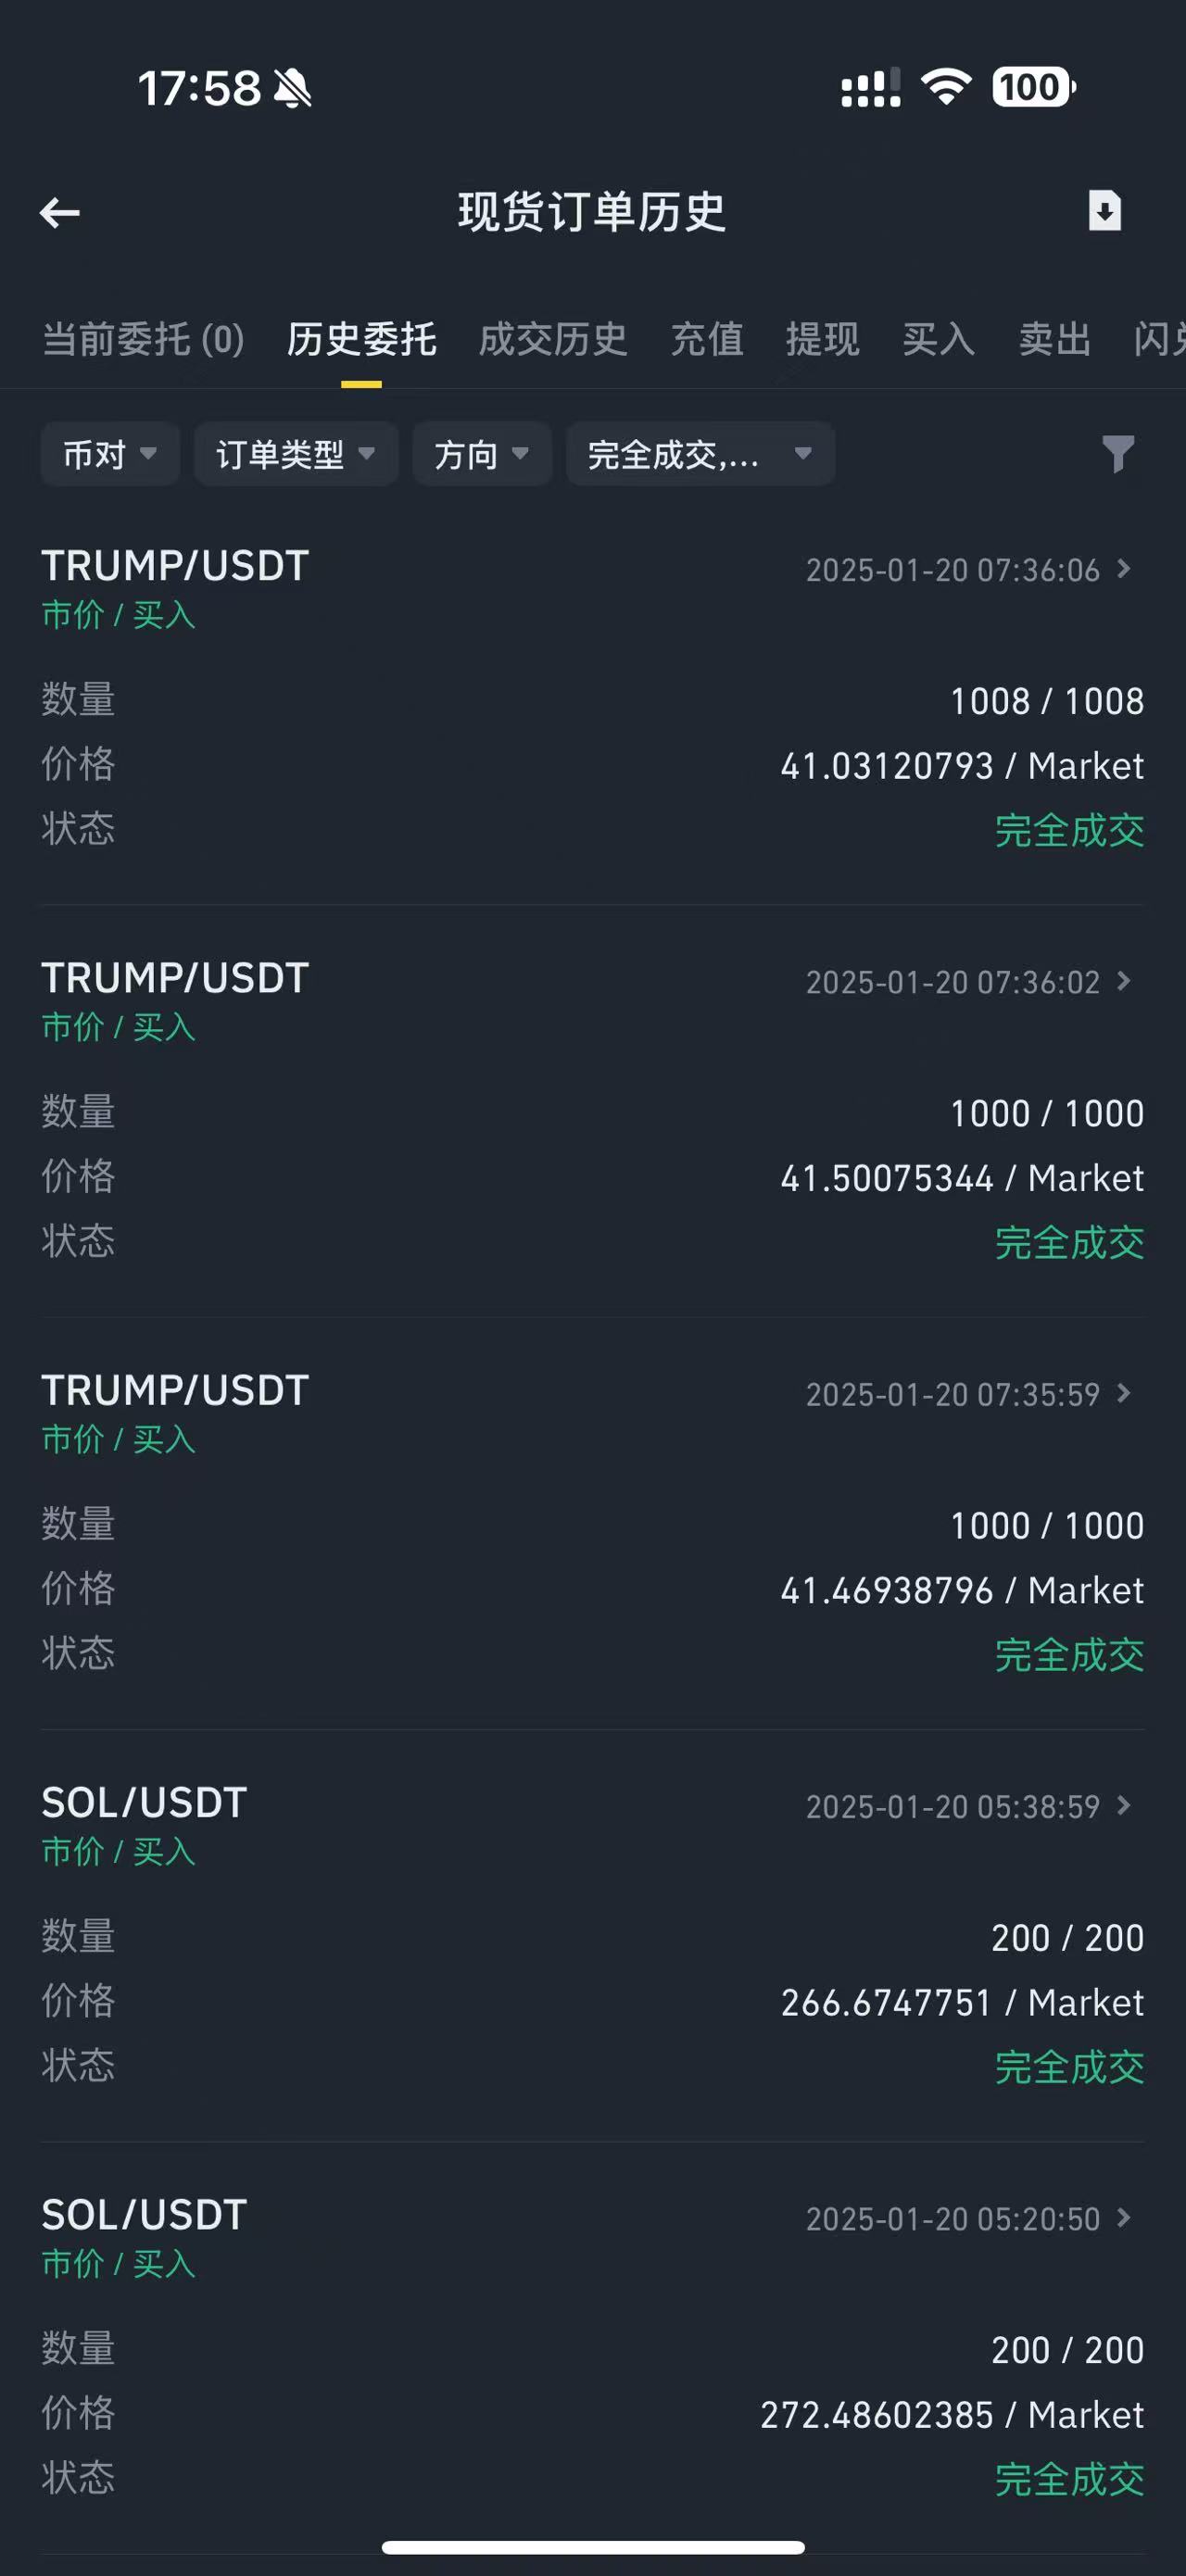 17:58
100
现货订单历史
当前委托 (0) 历史委托 成交历史 充值 提现 买入 卖出 闪兑
币对 订单类型 方向 完全成交,...
TRUMP/USDT 2025-01-20 07:36:06
市价 / 买入
数量 1008 / 1008
价格 41.03120793 / Market
状态 完全成交
TRUMP/USDT 2025-01-20 07:36:02
市价 / 买入
数量 1000 / 1000
价格 41.50075344 / Market
状态 完全成交
TRUMP/USDT 2025-01-20 07:35:59
市价 / 买入
数量 1000 / 1000
价格 41.46938796 / Market
状态 完全成交
SOL/USDT 2025-01-20 05:38:59
市价 / 买入
数量 200 / 200
价格 266.6747751 / Market
状态 完全成交
SOL/USDT 2025-01-20 05:20:50
市价 / 买入
数量 200 / 200
价格 272.48602385 / Market
状态 完全成交